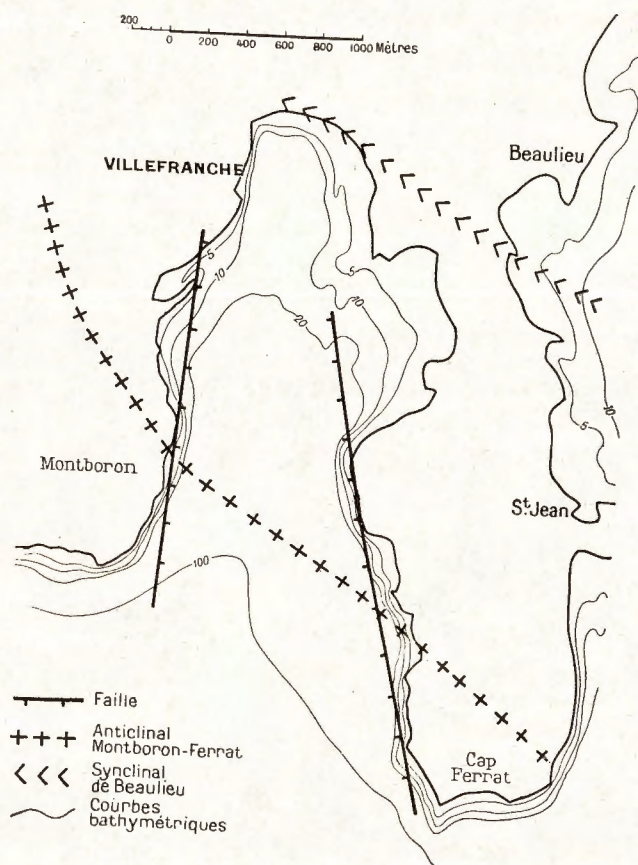 200 0 200 400 600 800 1000 Mètres
Beaulieu
VILLEFRANCHE
5
10
20
5
10
10
5
Montboron
St Jean
100
Faille
Anticlinal
Montboron-Ferrat
Synclinal
de Beaulieu
Courbes
bathymétriques
Cap
Ferrat